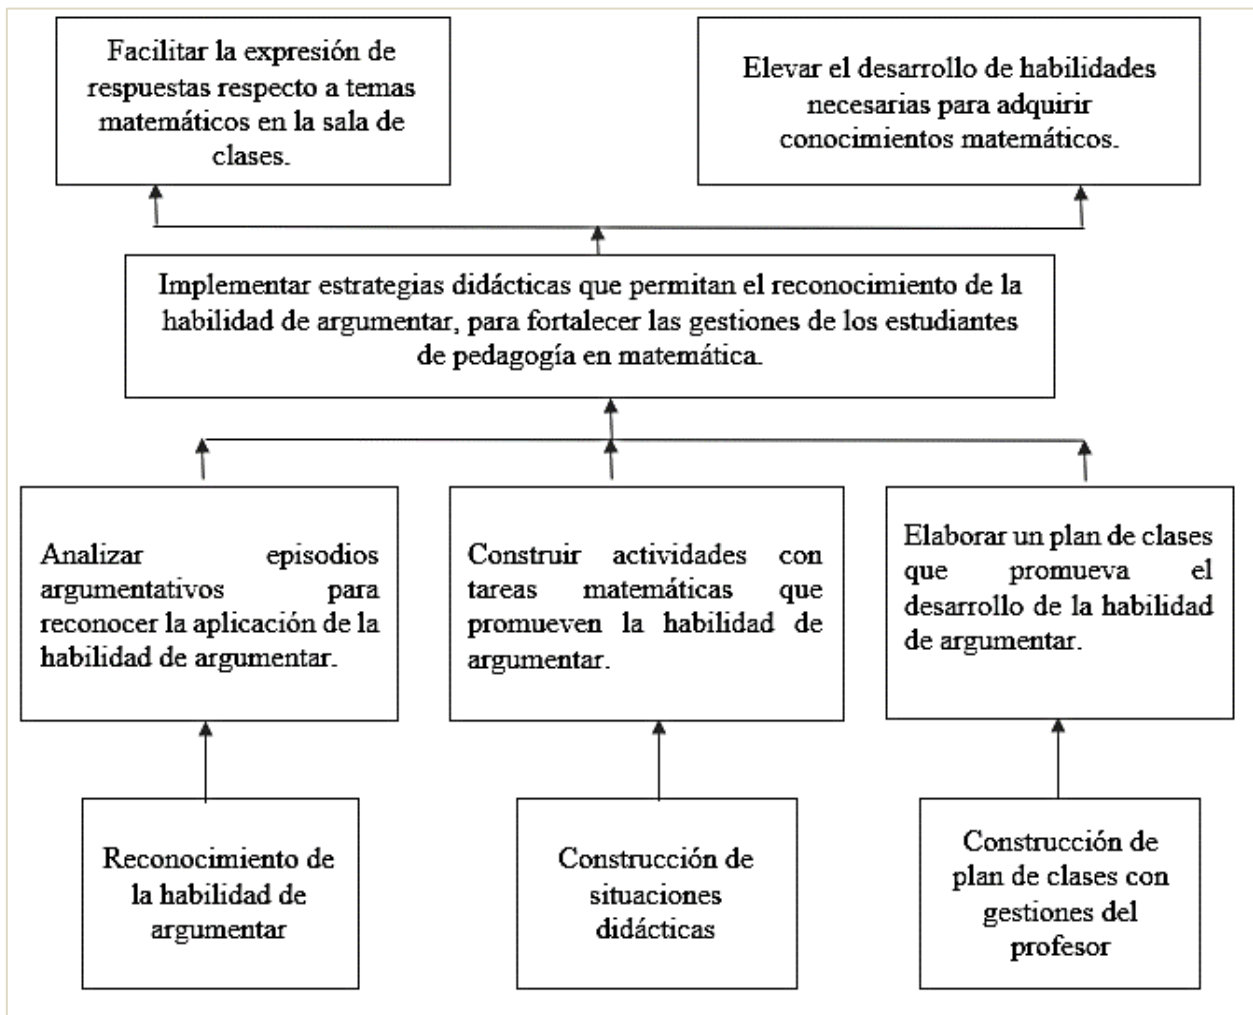 Facilitar la expresión de
respuestas respecto a temas
matemáticos en la sala de
clases.
Elevar el desarrollo de habilidades
necesarias para adquirir
conocimientos matemáticos.
Implementar estrategias didácticas que permitan el reconocimiento de la
habilidad de argumentar, para fortalecer las gestiones de los estudiantes
de pedagogía en matemática.
Analizar episodios
argumentativos para
reconocer la aplicación de la
habilidad de argumentar.
Construir actividades con
tareas matemáticas que
promueven la habilidad de
argumentar.
Elaborar un plan de clases
que promueva el
desarrollo de la habilidad
de argumentar.
Reconocimiento de
la habilidad de
argumentar
Construcción de
situaciones
didácticas
Construcción de
plan de clases con
gestiones del
profesor